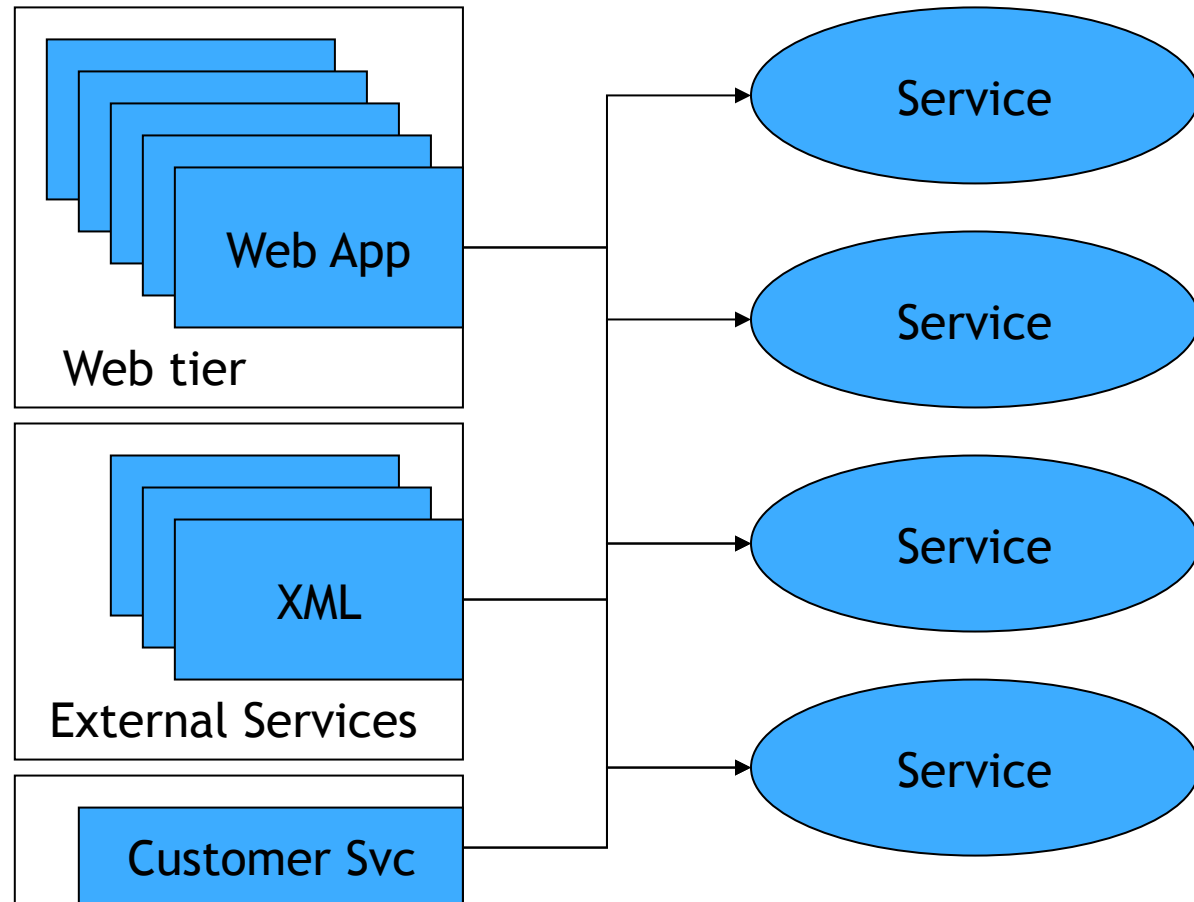 Web App
Web tier
XML
External Services
Customer Svc
Service
Service
Service
Service